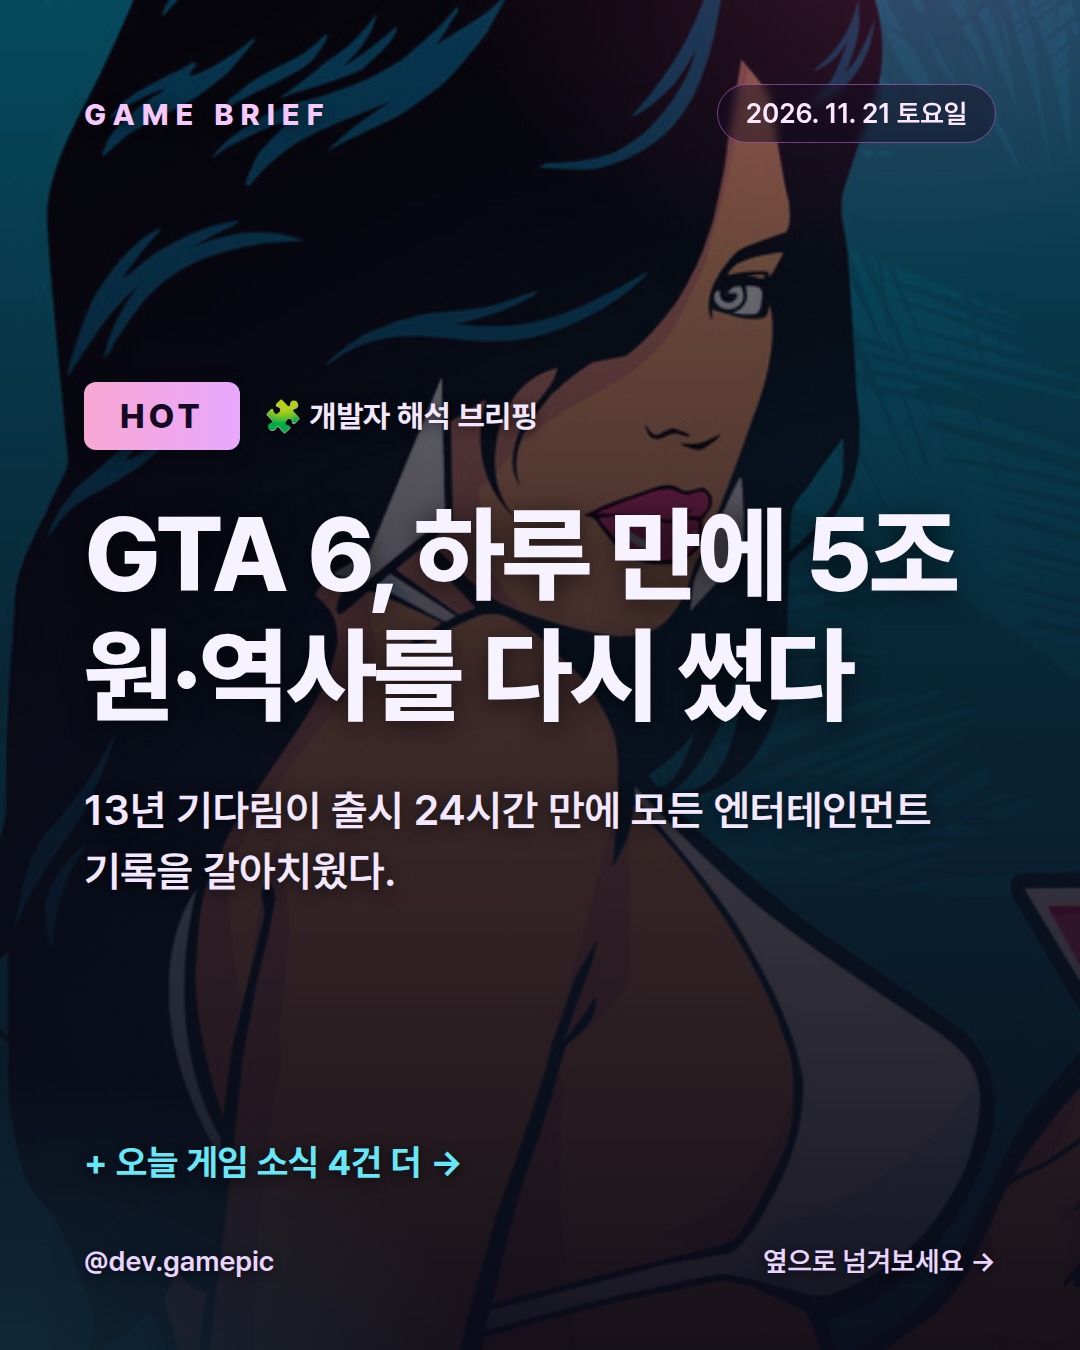 GAME BRIEF
2026. 11. 21 토요일
HOT
🧩 개발자 해석 브리핑
GTA 6, 하루 만에 5조
원·역사를 다시 썼다
13년 기다림이 출시 24시간 만에 모든 엔터테인먼트
기록을 갈아치웠다.
+ 오늘 게임 소식 4건 더 →
@dev.gamepic
옆으로 넘겨보세요 →